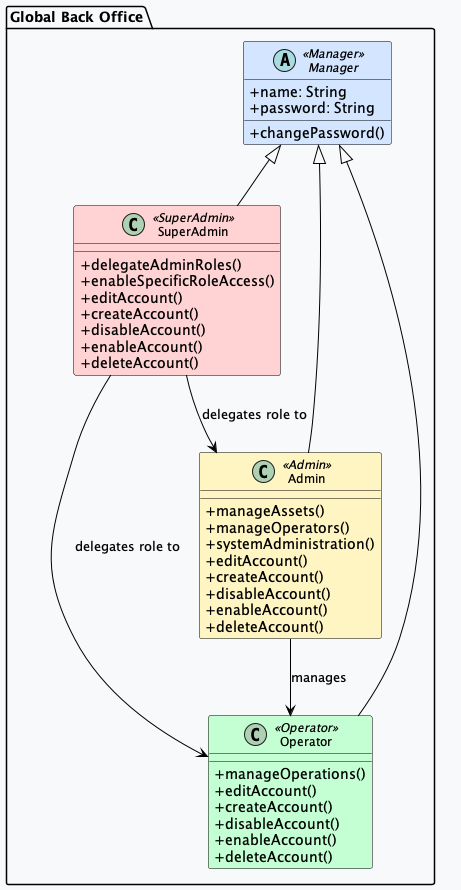 Global Back Office
A
«Manager»
Manager
+name: String
+password: String
+changePassword()
C
«SuperAdmin»
SuperAdmin
+delegateAdminRoles()
+enableSpecificRoleAccess()
+editAccount()
+createAccount()
+disableAccount()
+enableAccount()
+deleteAccount()
delegates role to
C
«Admin»
Admin
+manageAssets()
+manageOperators()
+systemAdministration()
+editAccount()
+createAccount()
+disableAccount()
+enableAccount()
+deleteAccount()
delegates role to
manages
C
«Operator»
Operator
+manageOperations()
+editAccount()
+createAccount()
+disableAccount()
+enableAccount()
+deleteAccount()